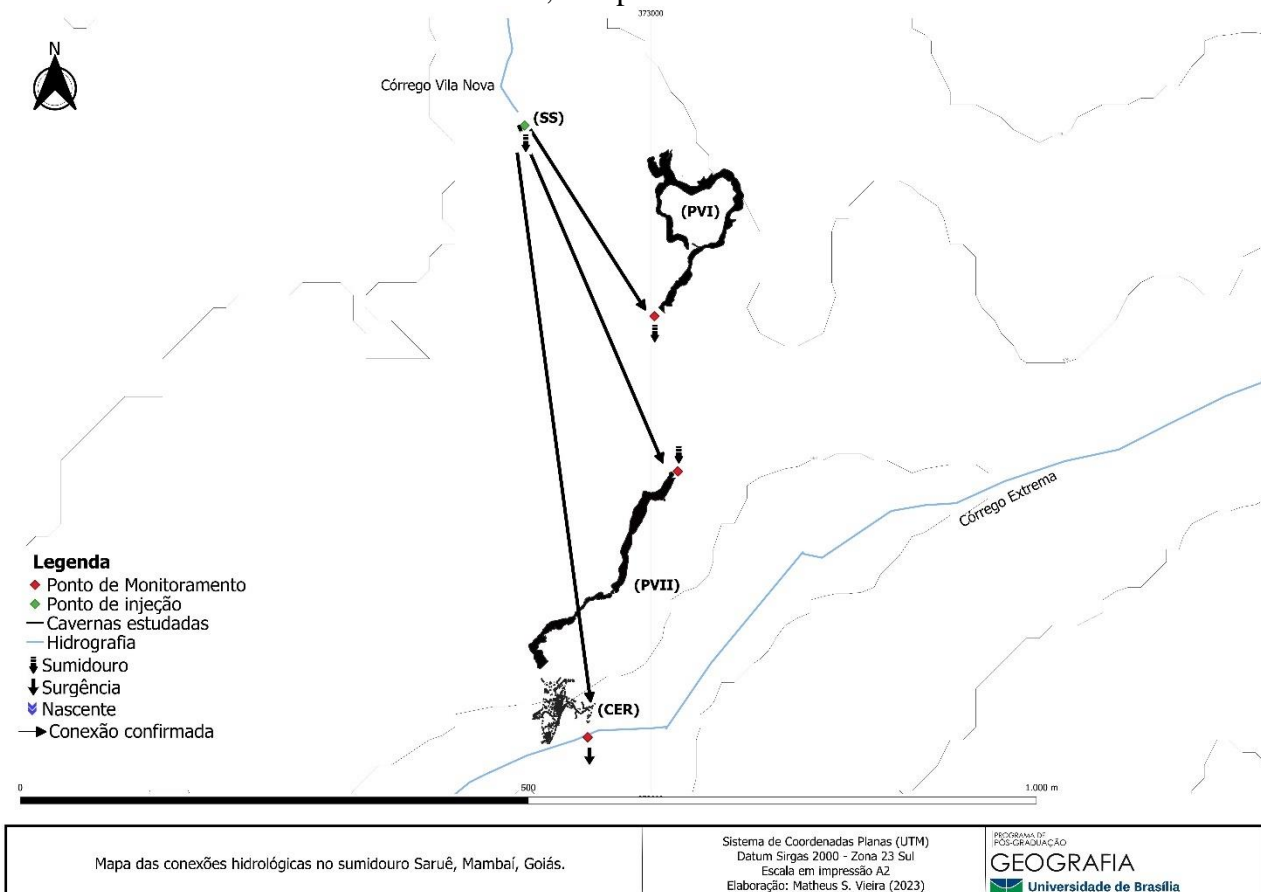 373000
N
Córrego Vila Nova
(SS)
(PVI)
Córrego Extrema
(PVII)
(CER)
Legenda
Ponto de Monitoramento
Ponto de injeção
Cavernas estudadas
Hidrografia
Sumidouro
Surgência
Nascente
Conexão confirmada
0
500
1.000 m
Mapa das conexões hidrológicas no sumidouro Saruê, Mambaí, Goiás.
Sistema de Coordenadas Planas (UTM)
Datum Sirgas 2000 - Zona 23 Sul
Escala em impressão A2
Elaboração: Matheus S. Vieira (2023)
PROGRAMA DE
PÓS-GRADUAÇÃO
GEOGRAFIA
Universidade de Brasília